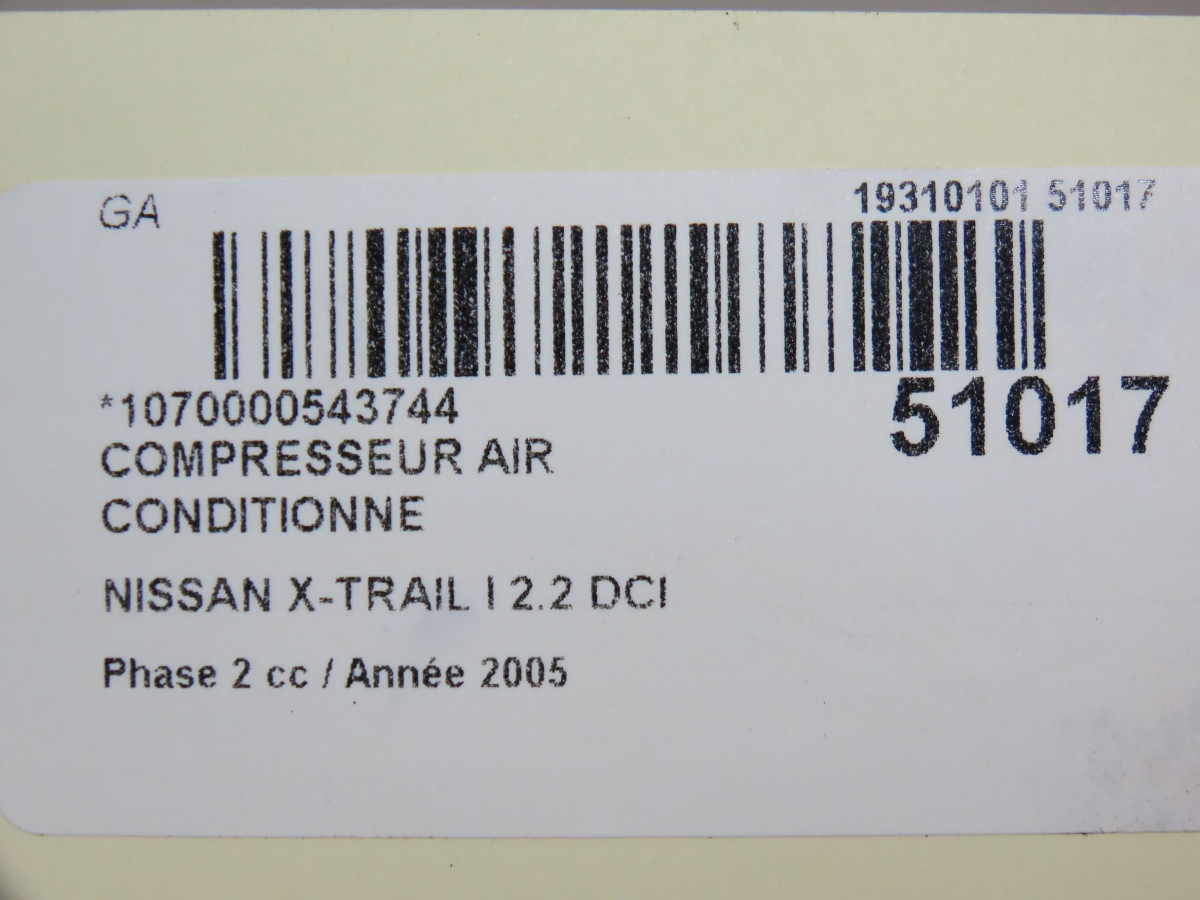 GA
19310101 51017
*1070000543744
51017
COMPRESSEUR AIR
CONDITIONNE
NISSAN X-TRAIL I 2.2 DCI
Phase 2 cc / Année 2005